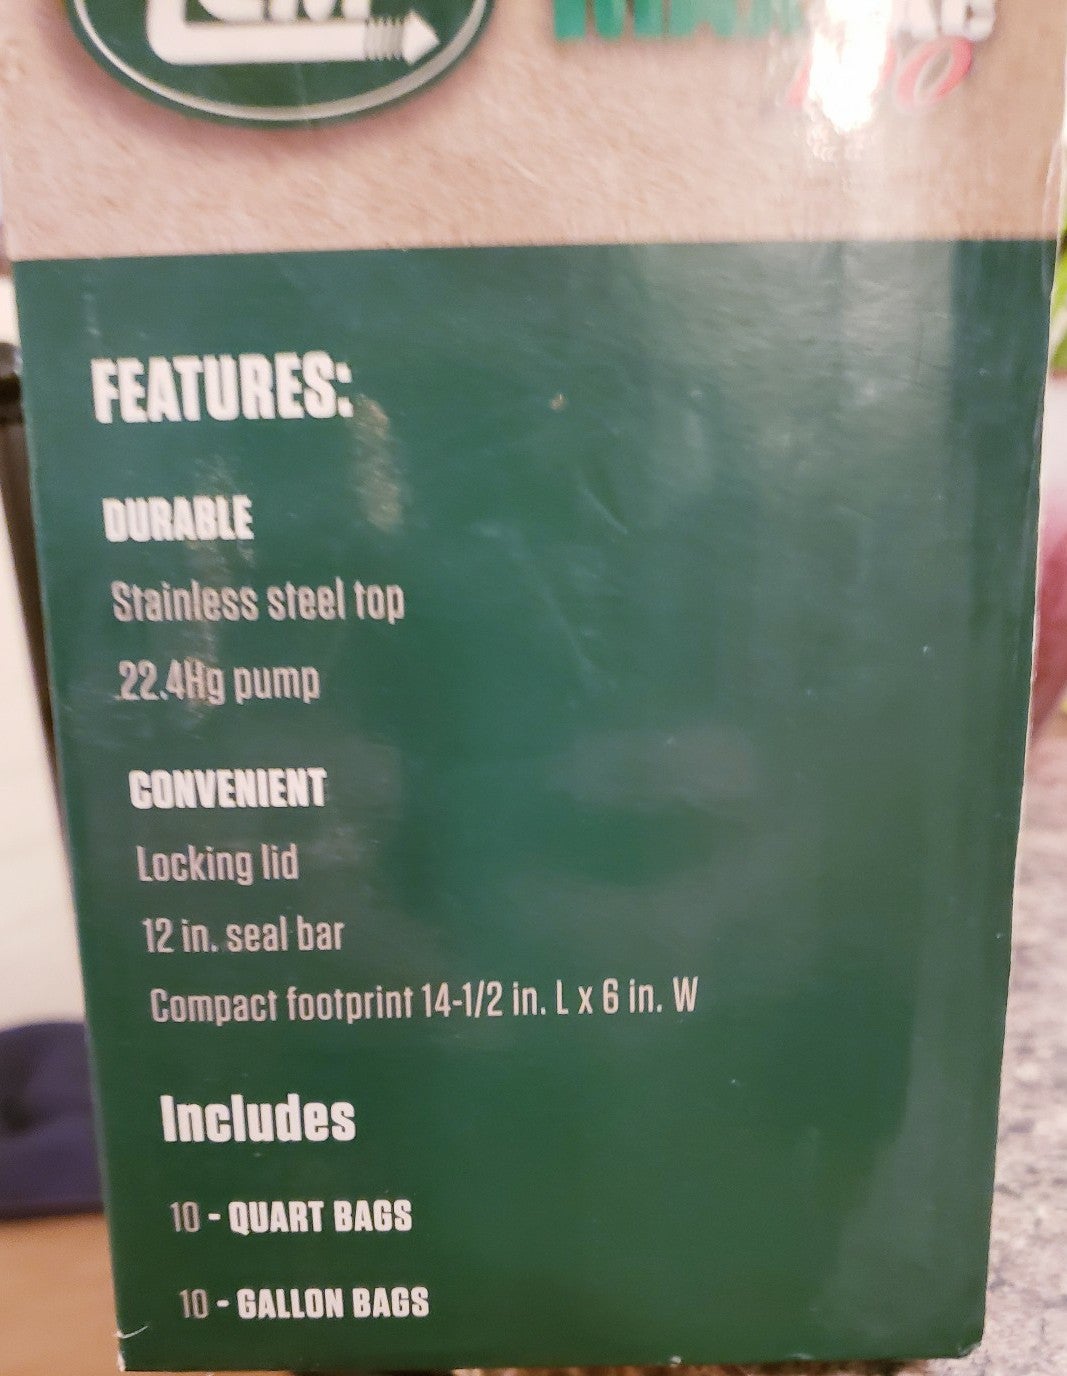 FEATURES:
DURABLE
Stainless steel top
22.4Hg pump
CONVENIENT
Locking lid
12 in. seal bar
Compact footprint 14-1/2 in. L x 6 in. W
Includes
10 - QUART BAGS
10 - GALLON BAGS